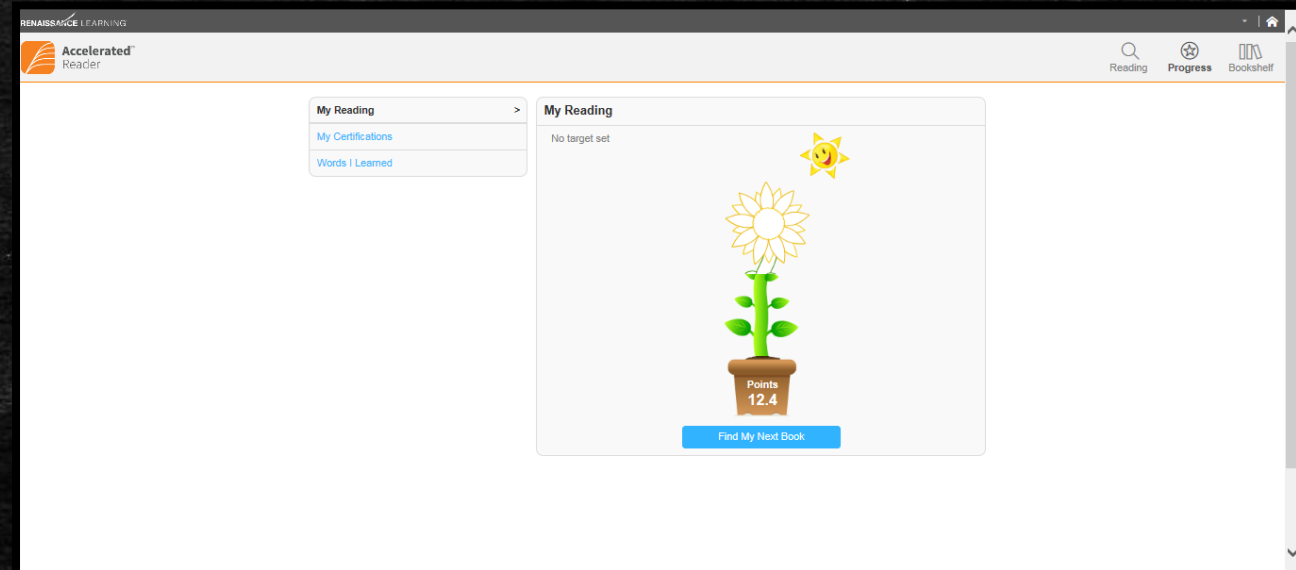 RENAISSANCE LEARNING
Accelerated™
Reader
Reading Progress Bookshelf
My Reading >
My Certifications
Words I Learned
My Reading
No target set
Points
12.4
Find My Next Book